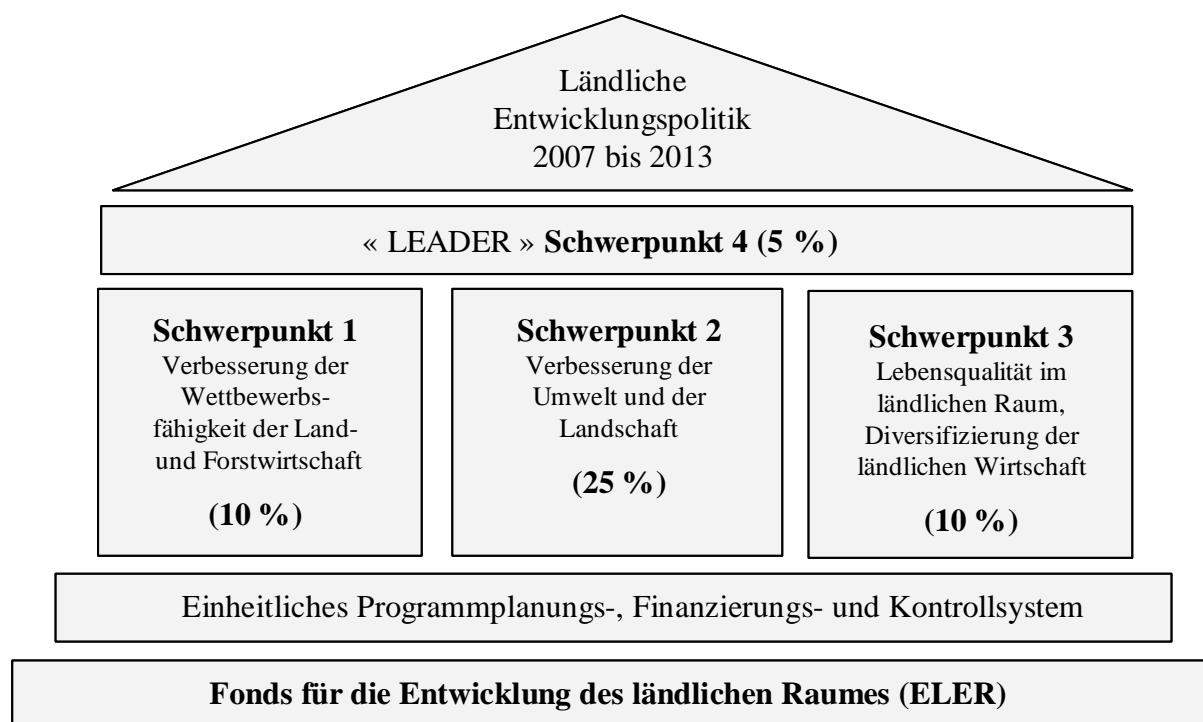 Ländliche
Entwicklungspolitik
2007 bis 2013
« LEADER » Schwerpunkt 4 (5 %)
Schwerpunkt 1
Verbesserung der
Wettbewerbs-
fähigkeit der Land-
und Forstwirtschaft
(10 %)
Schwerpunkt 2
Verbesserung der
Umwelt und der
Landschaft
(25 %)
Schwerpunkt 3
Lebensqualität im
ländlichen Raum,
Diversifizierung der
ländlichen Wirtschaft
(10 %)
Einheitliches Programmplanungs-, Finanzierungs- und Kontrollsystem
Fonds für die Entwicklung des ländlichen Raumes (ELER)